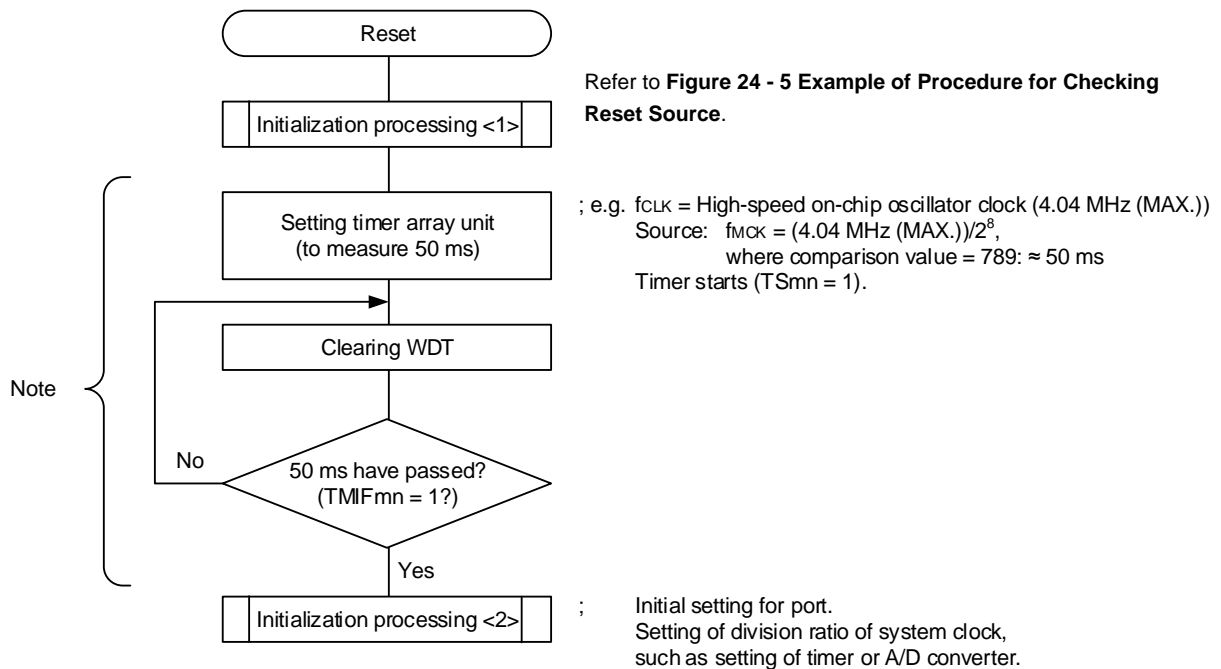 Reset
Refer to Figure 24 - 5 Example of Procedure for Checking
Reset Source.
Initialization processing <1>
Setting timer array unit
(to measure 50 ms)
; e.g. fCLK = High-speed on-chip oscillator clock (4.04 MHz (MAX.))
Source: fMCK = (4.04 MHz (MAX.))/2⁸,
where comparison value = 789: ≈ 50 ms
Timer starts (TSmn = 1).
Clearing WDT
Note
No
50 ms have passed?
(TMIFmn = 1?)
Yes
Initialization processing <2>
; Initial setting for port.
Setting of division ratio of system clock,
such as setting of timer or A/D converter.